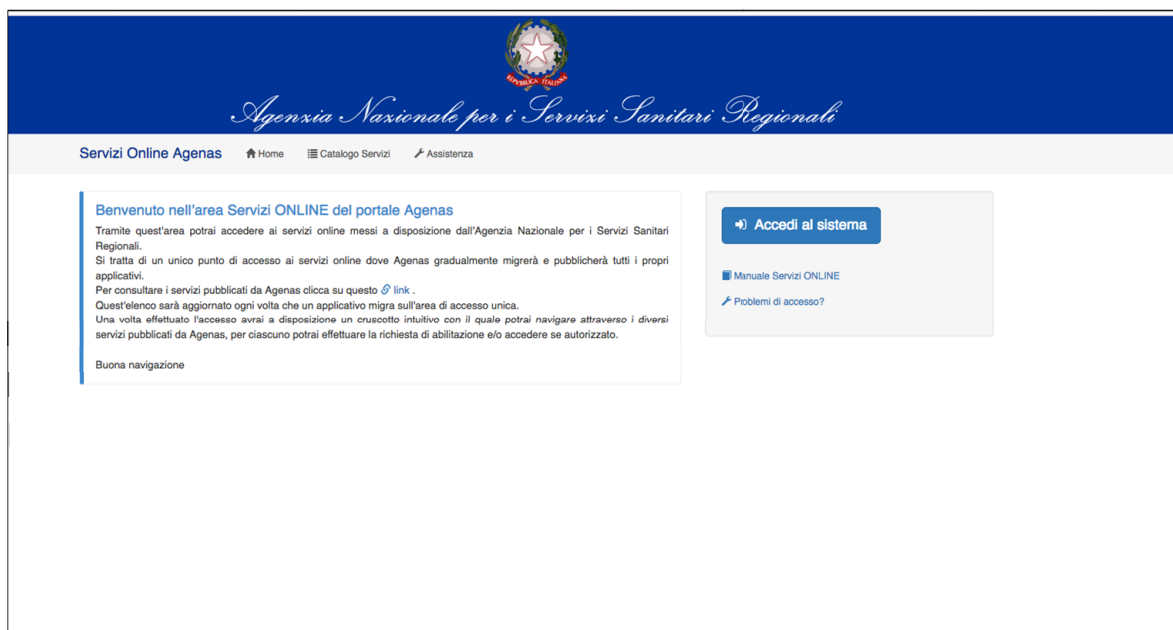 REPVBBLICA ITALIANA
Agenzia Nazionale per i Servizi Sanitari Regionali
Servizi Online Agenas Home Catalogo Servizi Assistenza
Benvenuto nell'area Servizi ONLINE del portale Agenas
Tramite quest'area potrai accedere ai servizi online messi a disposizione dall'Agenzia Nazionale per i Servizi Sanitari
Regionali.
Si tratta di un unico punto di accesso ai servizi online dove Agenas gradualmente migrerà e pubblicherà tutti i propri
applicativi.
Per consultare i servizi pubblicati da Agenas clicca su questo link .
Quest'elenco sarà aggiornato ogni volta che un applicativo migra sull'area di accesso unica.
Una volta effettuato l'accesso avrai a disposizione un cruscotto intuitivo con il quale potrai navigare attraverso i diversi
servizi pubblicati da Agenas, per ciascuno potrai effettuare la richiesta di abilitazione e/o accedere se autorizzato.
Buona navigazione
Accedi al sistema
Manuale Servizi ONLINE
Problemi di accesso?